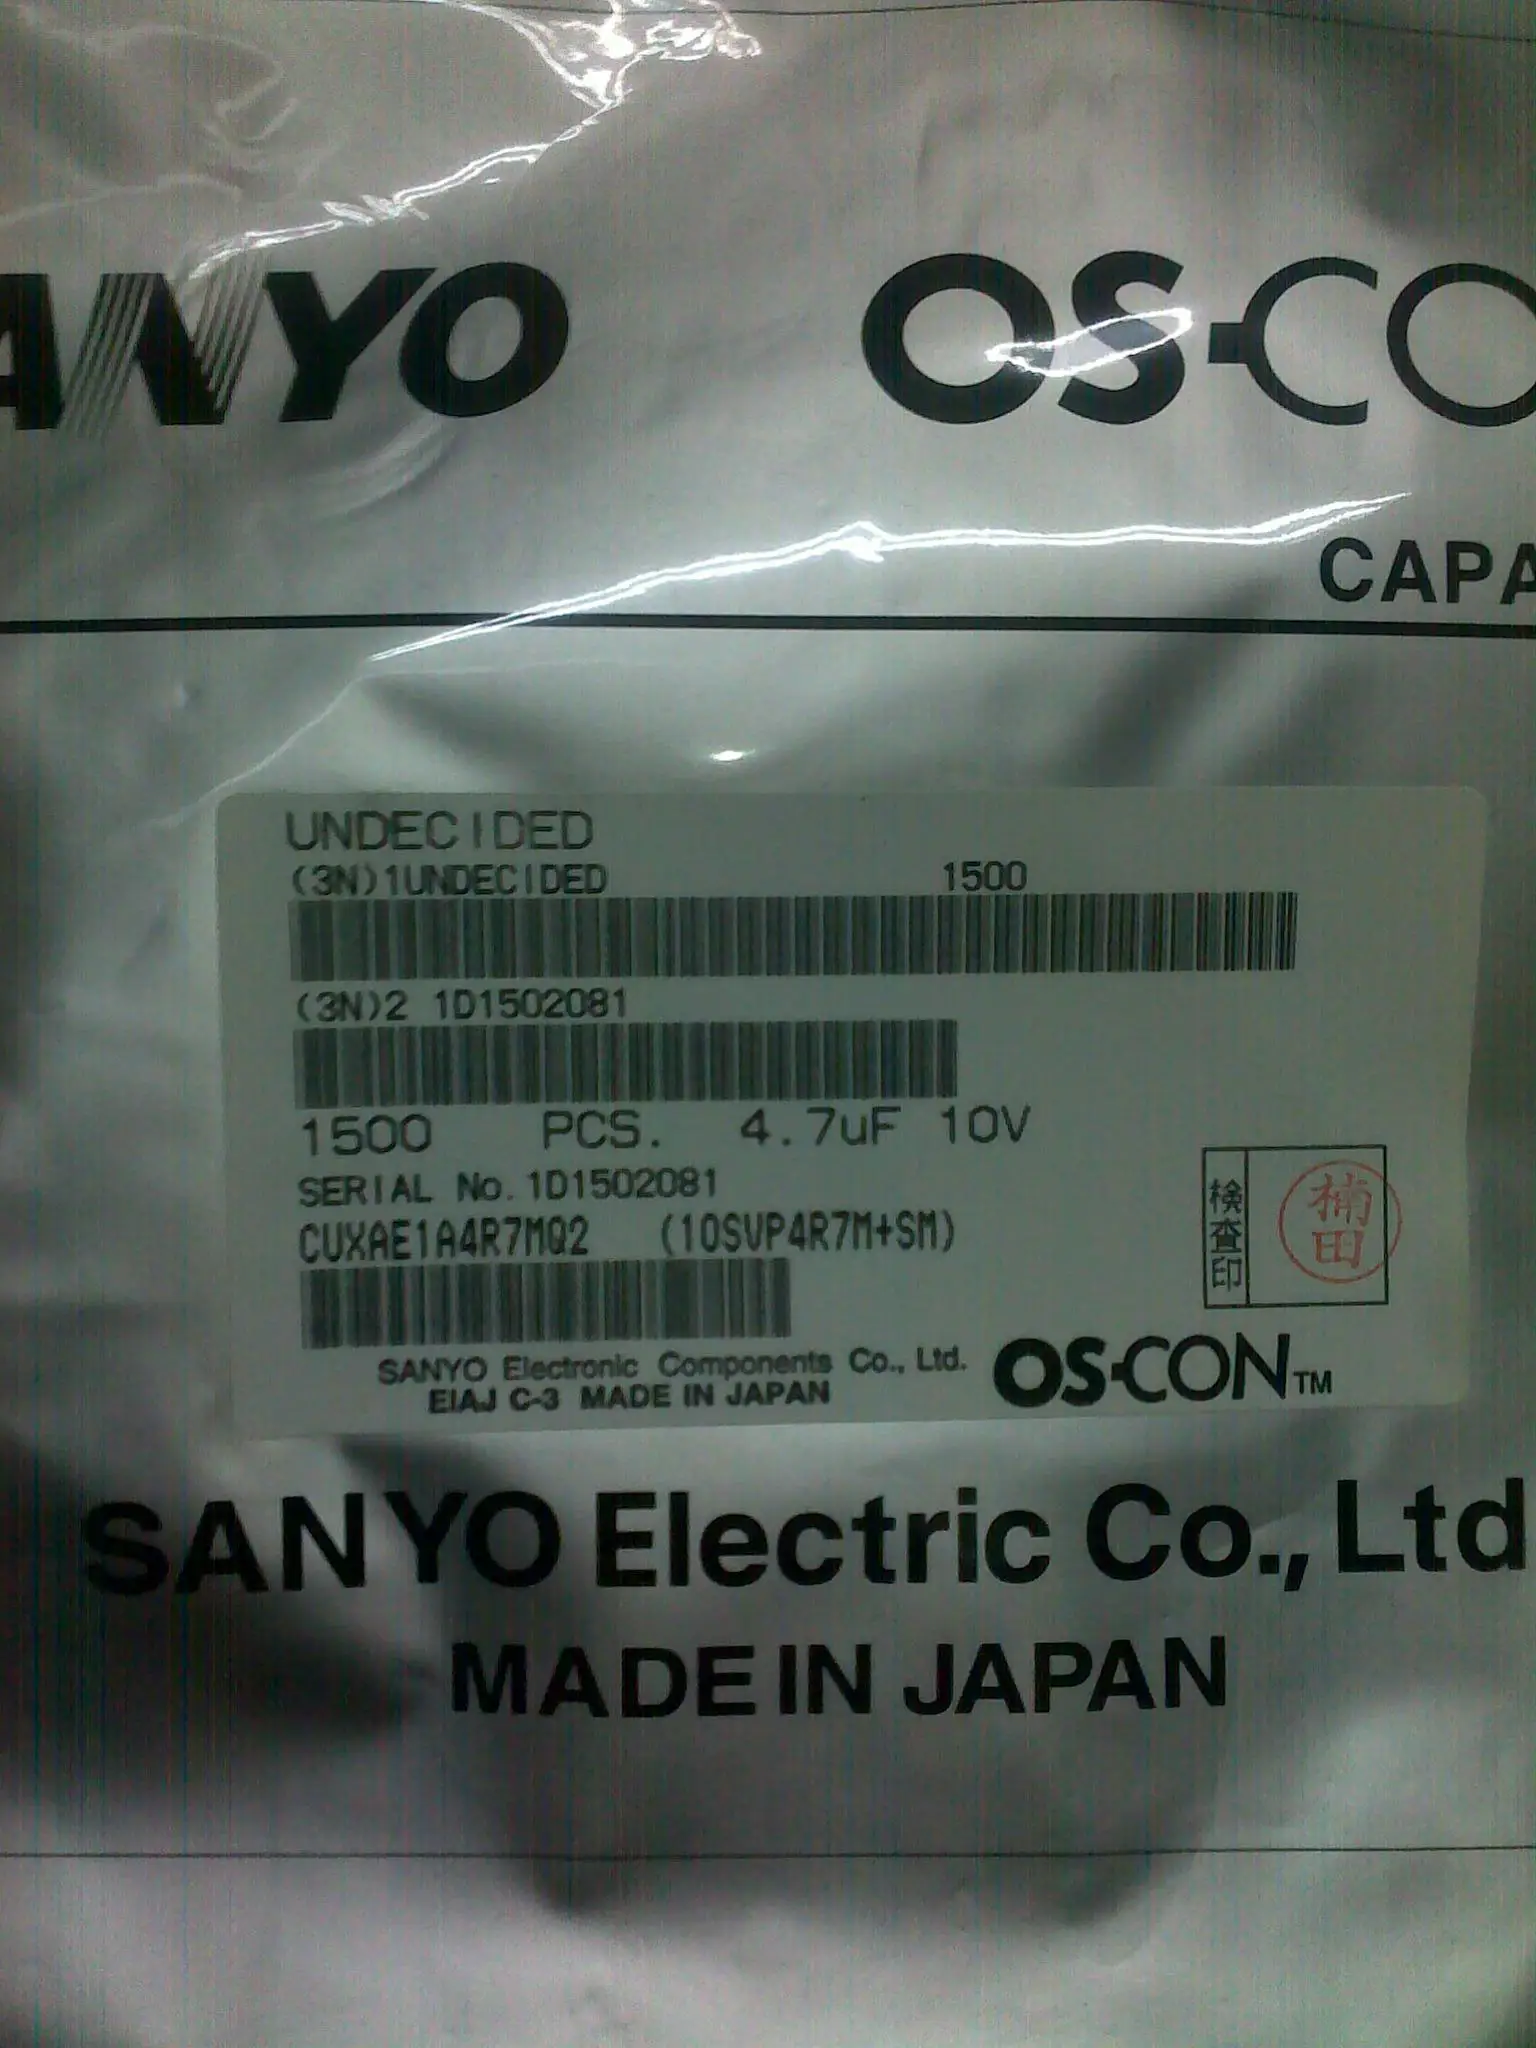 ANYO OS-CO
CAPA
UNDECIDED
(3N)1UNDECIDED 1500
(3N)2 1D1502081
1500 PCS. 4.7uF 10V
SERIAL No. 1D1502081
CUXAE1A4R7MQ2 (10SVP4R7M+SM)
検査印
楠田
SANYO Electronic Components Co., Ltd.
EIAJ C-3 MADE IN JAPAN
OS-CON™
SANYO Electric Co., Ltd
MADE IN JAPAN